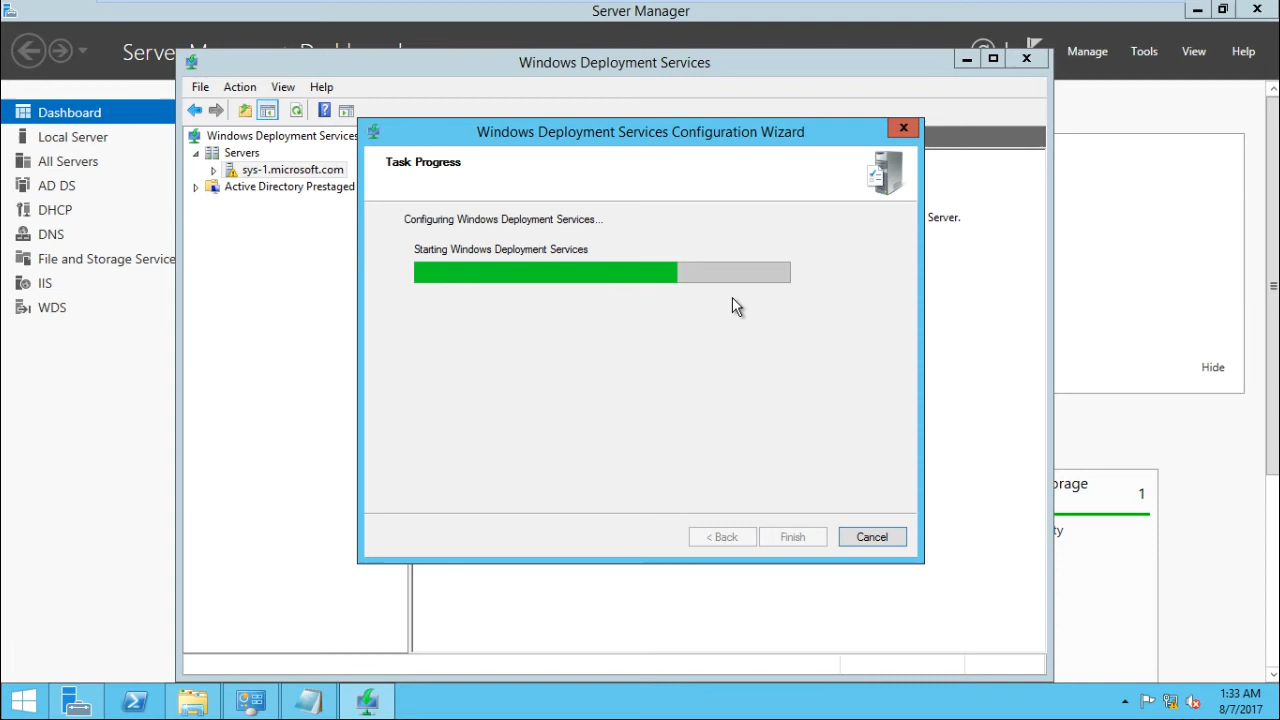 Server Manager
Manage
Tools
View
Help
Windows Deployment Services
File
Action
View
Help
Dashboard
Local Server
All Servers
AD DS
DHCP
DNS
File and Storage Service
IIS
WDS
Windows Deployment Services
Servers
sys-1.microsoft.com
Active Directory Prestaged
Windows Deployment Services Configuration Wizard
Task Progress
Configuring Windows Deployment Services...
Starting Windows Deployment Services
< Back
Finish
Cancel
Server.
Hide
orage
1
ty
1:33 AM
8/7/2017